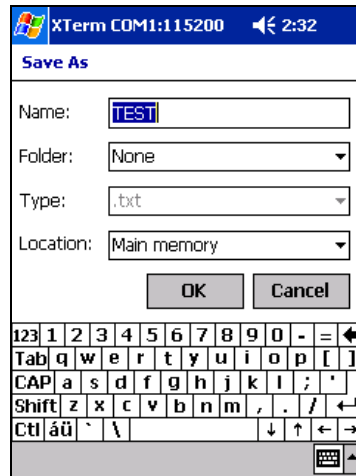 XTerm COM1:115200 2:32
Save As
Name: TEST
Folder: None
Type: .txt
Location: Main memory
OK Cancel
123 1 2 3 4 5 6 7 8 9 0 - =
Tab q w e r t y u i o p [ ]
CAP a s d f g h j k l ; '
Shift z x c v b n m , . /
Ctl áü ` \ ↓ ↑ ← →